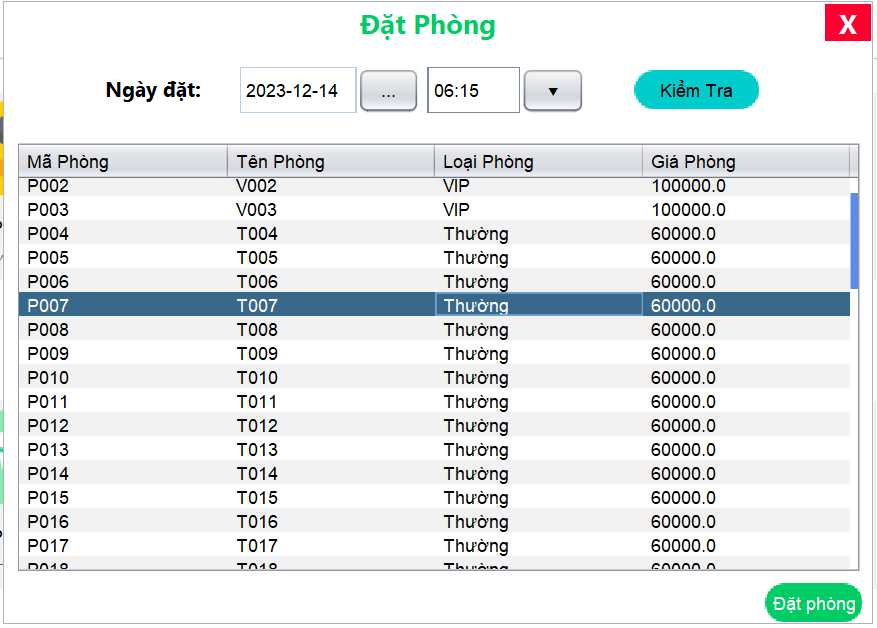 Đặt Phòng
X
Ngày đặt: 2023-12-14 ... 06:15 ▼ Kiểm Tra
Mã Phòng Tên Phòng Loại Phòng Giá Phòng
P002 V002 VIP 100000.0
P003 V003 VIP 100000.0
P004 T004 Thường 60000.0
P005 T005 Thường 60000.0
P006 T006 Thường 60000.0
P007 T007 Thường 60000.0
P008 T008 Thường 60000.0
P009 T009 Thường 60000.0
P010 T010 Thường 60000.0
P011 T011 Thường 60000.0
P012 T012 Thường 60000.0
P013 T013 Thường 60000.0
P014 T014 Thường 60000.0
P015 T015 Thường 60000.0
P016 T016 Thường 60000.0
P017 T017 Thường 60000.0
P018 T018 Thường 60000.0
Đặt phòng